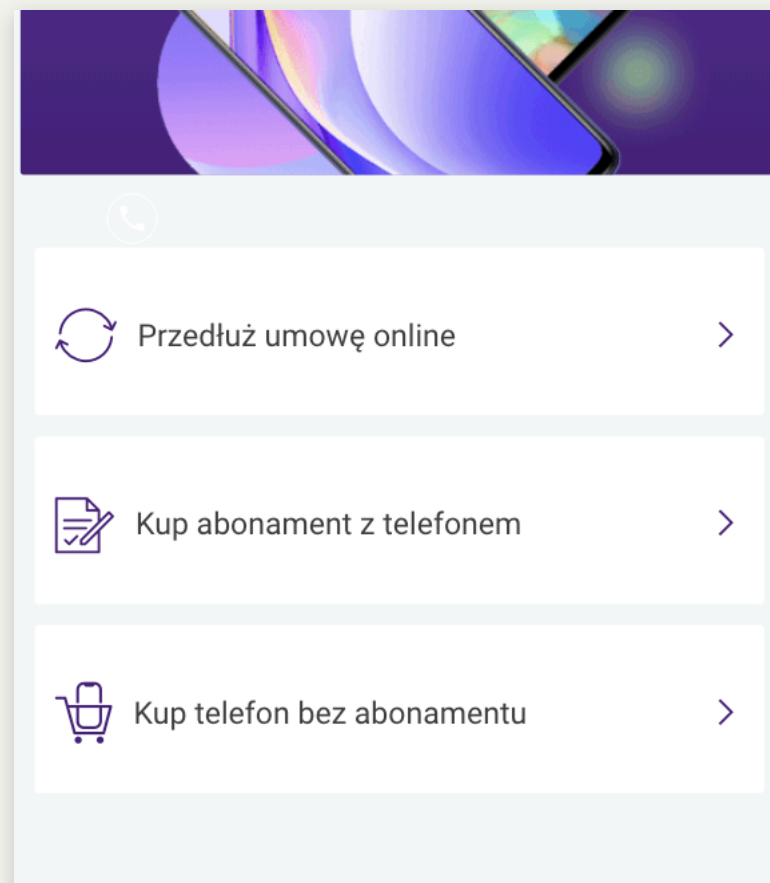 Przedłuż umowę online
Kup abonament z telefonem
Kup telefon bez abonamentu